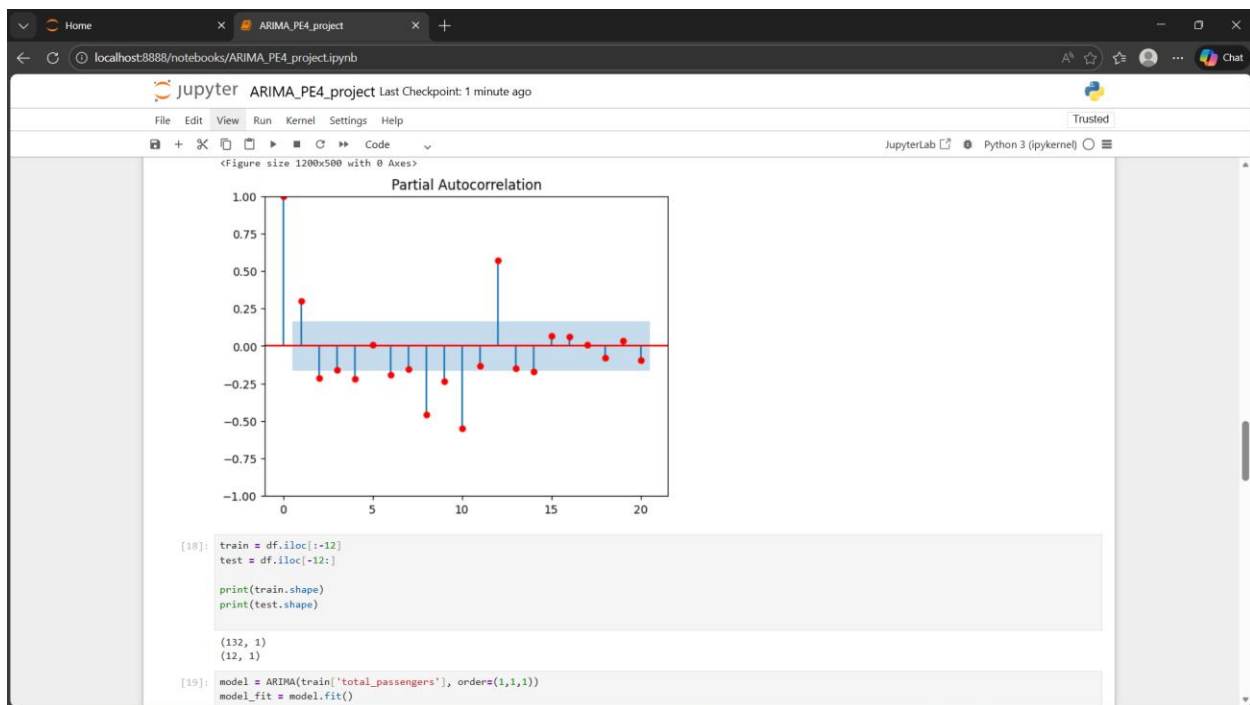 Home
ARIMA_PE4_project
localhost:8888/notebooks/ARIMA_PE4_project.ipynb
Chat
jupyter ARIMA_PE4_project Last Checkpoint: 1 minute ago
File Edit View Run Kernel Settings Help
Trusted
Code
JupyterLab
Python 3 (ipykernel)
<Figure size 1200x500 with 0 Axes>
Partial Autocorrelation
1.00
0.75
0.50
0.25
0.00
−0.25
−0.50
−0.75
−1.00
0 5 10 15 20
[18]: train = df.iloc[:-12]
test = df.iloc[-12:]
print(train.shape)
print(test.shape)
(132, 1)
(12, 1)
[19]: model = ARIMA(train['total_passengers'], order=(1,1,1))
model_fit = model.fit()